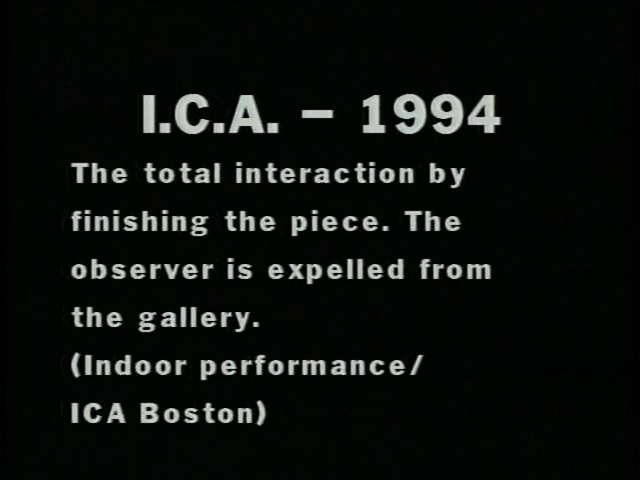 I.C.A. – 1994
The total interaction by
finishing the piece. The
observer is expelled from
the gallery.
(Indoor performance/
ICA Boston)